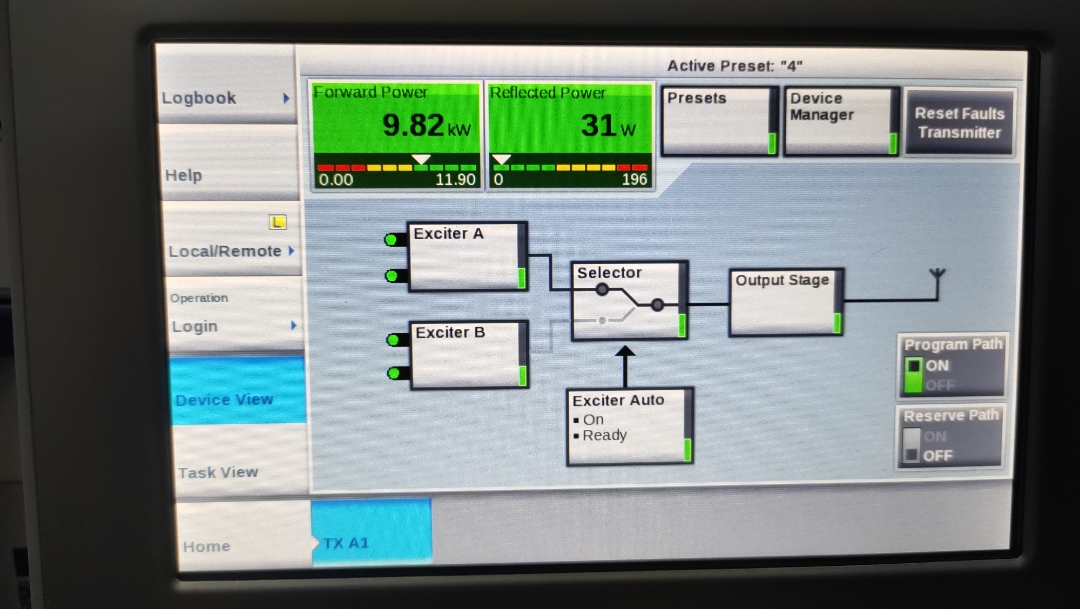 Active Preset: "4"
Logbook
Help
L
Local/Remote
Operation
Login
Device View
Task View
Home
Forward Power
9.82 kW
0.00 11.90
Reflected Power
31 W
0 196
Presets
Device
Manager
Reset Faults
Transmitter
Exciter A
Exciter B
Selector
Output Stage
Exciter Auto
On
Ready
Program Path
ON
OFF
Reserve Path
ON
OFF
TX A1